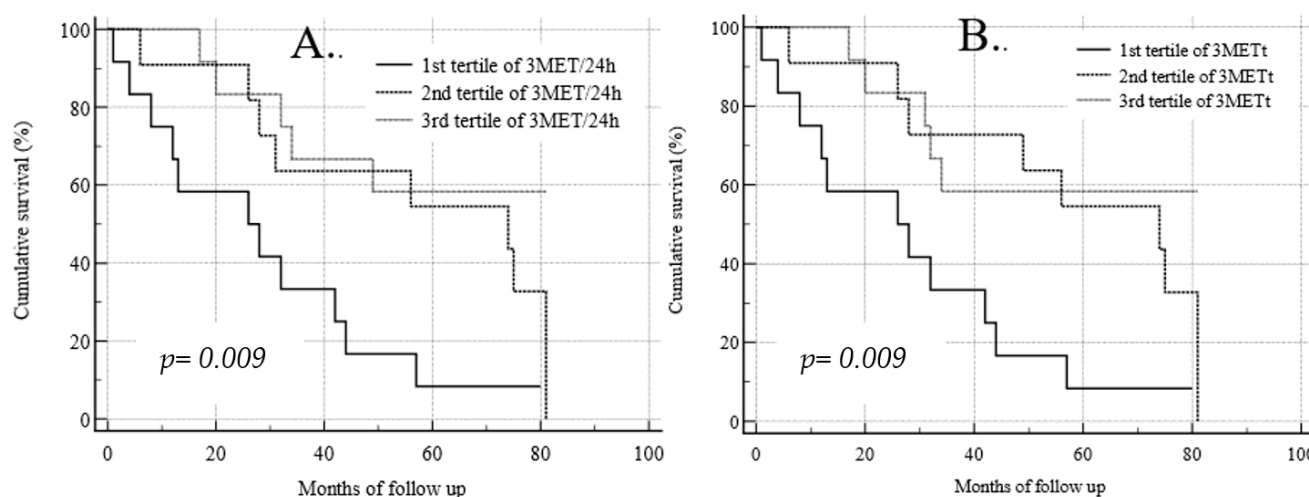 A..
1st tertile of 3MET/24h
2nd tertile of 3MET/24h
3rd tertile of 3MET/24h
Cumulative survival (%)
100
80
60
40
20
0
p= 0.009
0 20 40 60 80 100
Months of follow up
B..
1st tertile of 3METt
2nd tertile of 3METt
3rd tertile of 3METt
Cumulative survival (%)
100
80
60
40
20
0
p= 0.009
0 20 40 60 80 100
Months of follow up